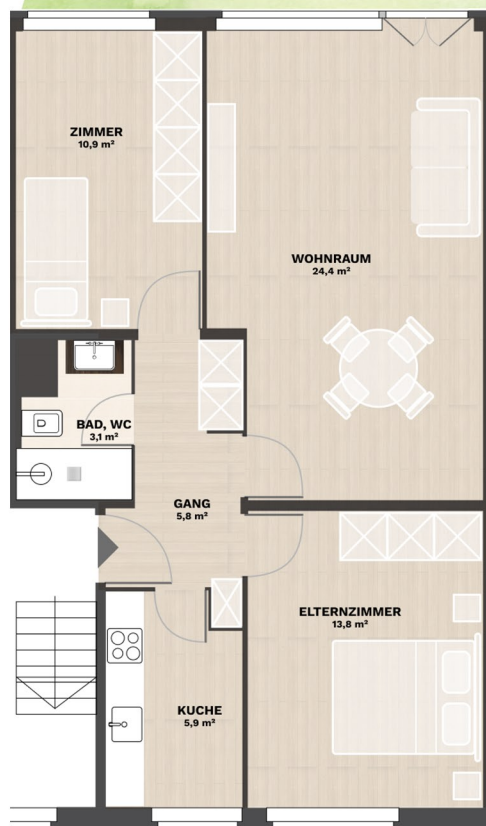 ZIMMER
10,9 m²
WOHNRAUM
24,4 m²
BAD, WC
3,1 m²
GANG
5,8 m²
ELTERNZIMMER
13,8 m²
KUCHE
5,9 m²